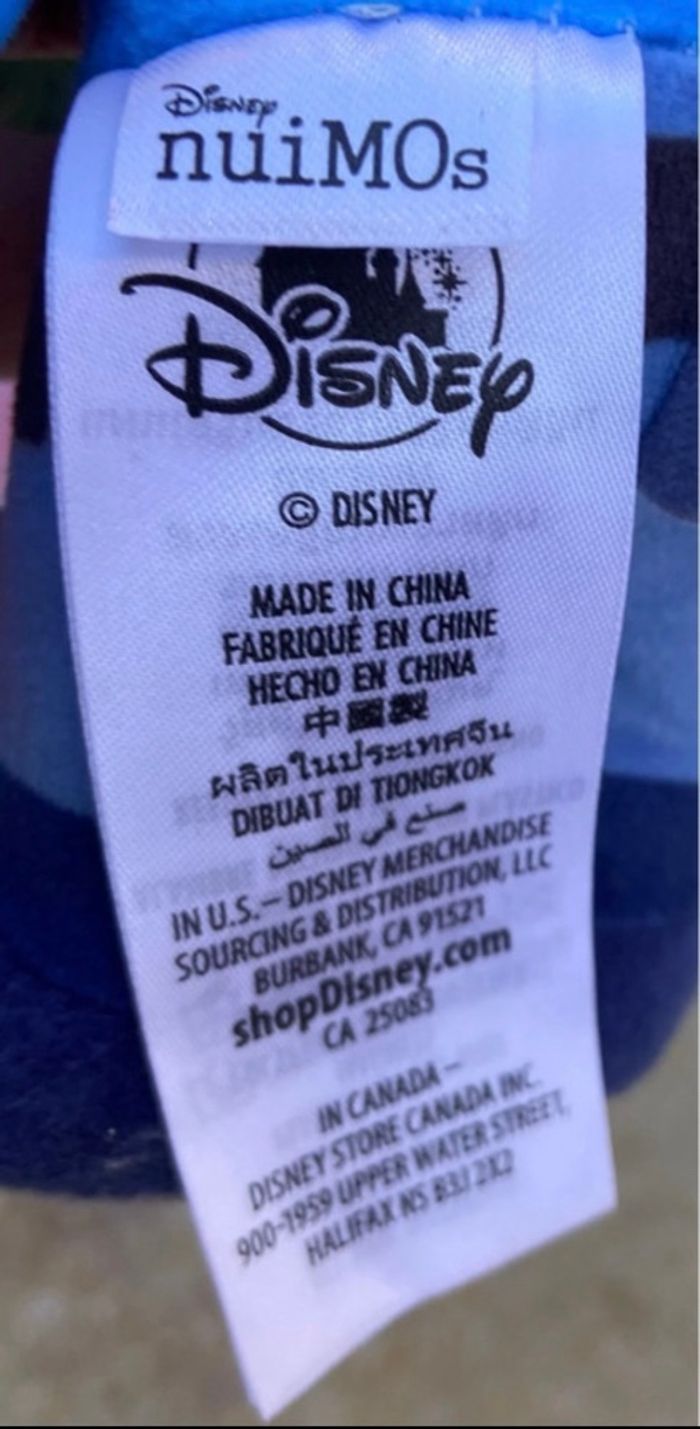 Disney
nuiMOs
Disney
© DISNEY
MADE IN CHINA
FABRIQUÉ EN CHINE
HECHO EN CHINA
中國製
ผลิตในประเทศจีน
DIBUAT DI TIONGKOK
صنع في الصين
IN U.S.– DISNEY MERCHANDISE
SOURCING & DISTRIBUTION, LLC
BURBANK, CA 91521
shopDisney.com
CA 25083
IN CANADA –
DISNEY STORE CANADA INC.
900-1959 UPPER WATER STREET,
HALIFAX NS B3J 2X2